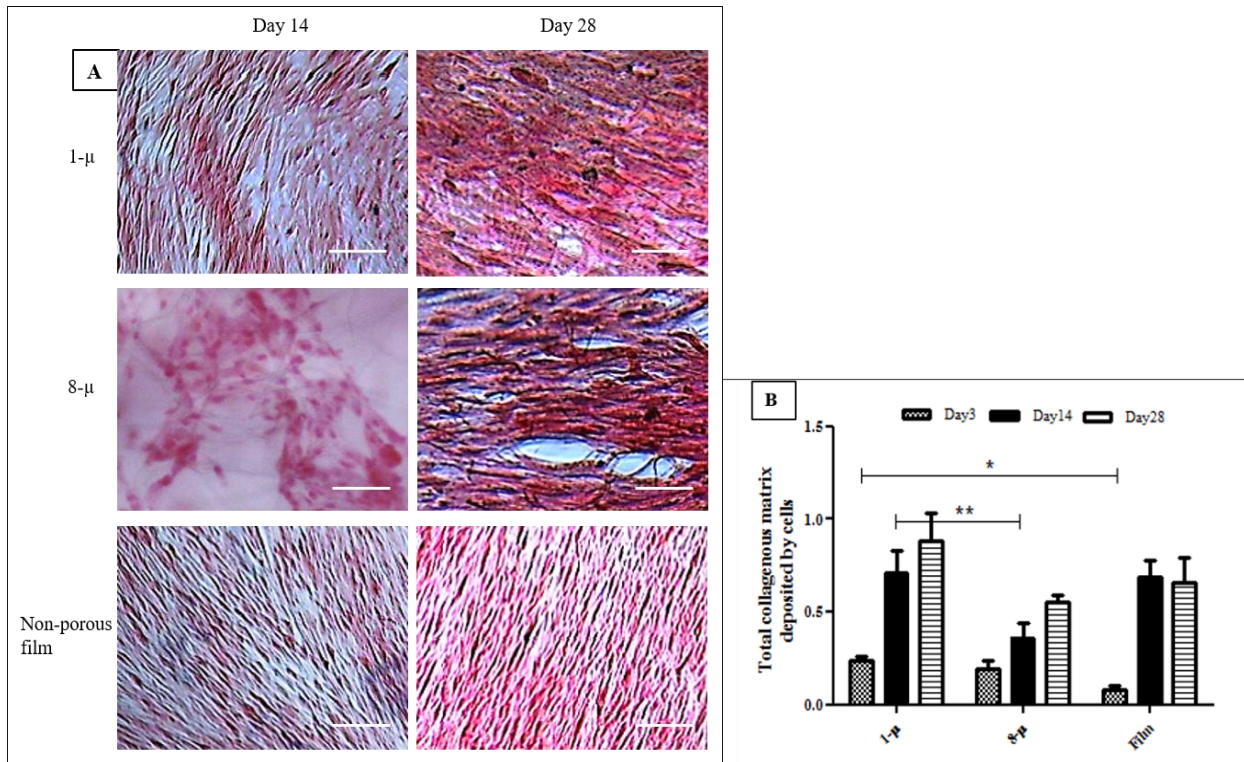 Day 14
Day 28
A
1-µ
8-µ
Non-porous
film
B
Day3
Day14
Day28
Total collagenous matrix
deposited by cells
1.5
1.0
0.5
0.0
*
**
1-µ
8-µ
Film